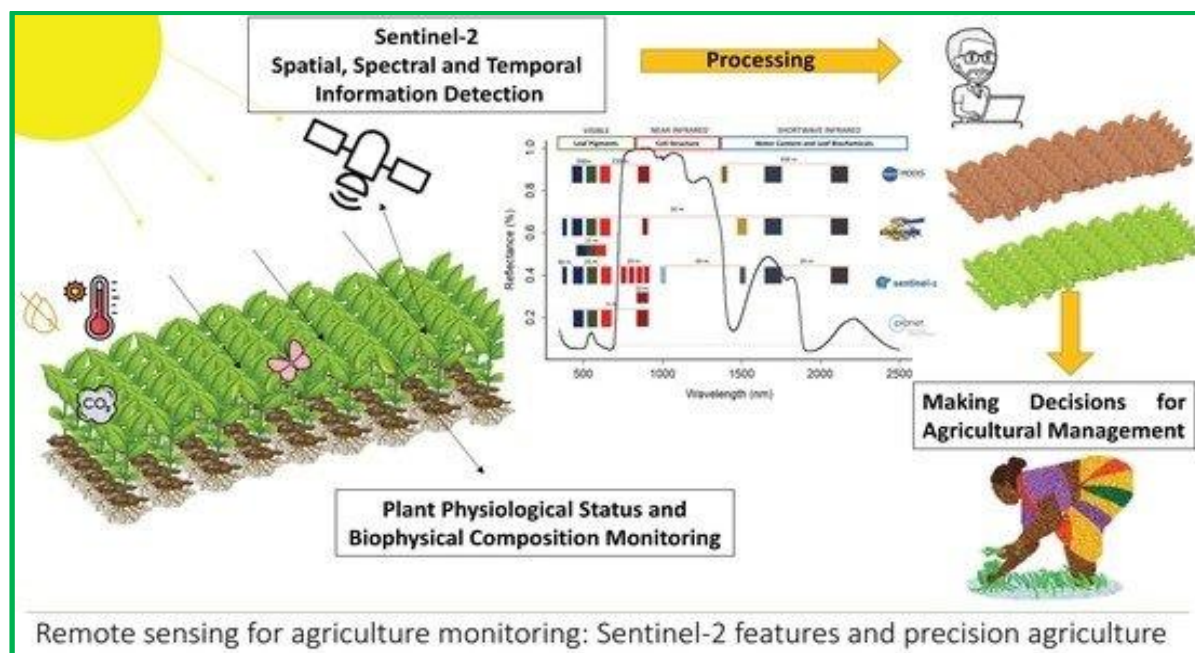 Sentinel-2
Spatial, Spectral and Temporal
Information Detection
Processing
VISIBLE
NEAR INFRARED
SHORTWAVE INFRARED
Leaf Pigments
Cell Structure
Water Content and Leaf Biochemicals
1.0
0.8
0.6
0.4
0.2
Reflectance (%)
MODIS
sentinel-2
planet
500
1000
1500
2000
2500
Wavelength (nm)
CO₂
Making Decisions for
Agricultural Management
Plant Physiological Status and
Biophysical Composition Monitoring
Remote sensing for agriculture monitoring: Sentinel-2 features and precision agriculture